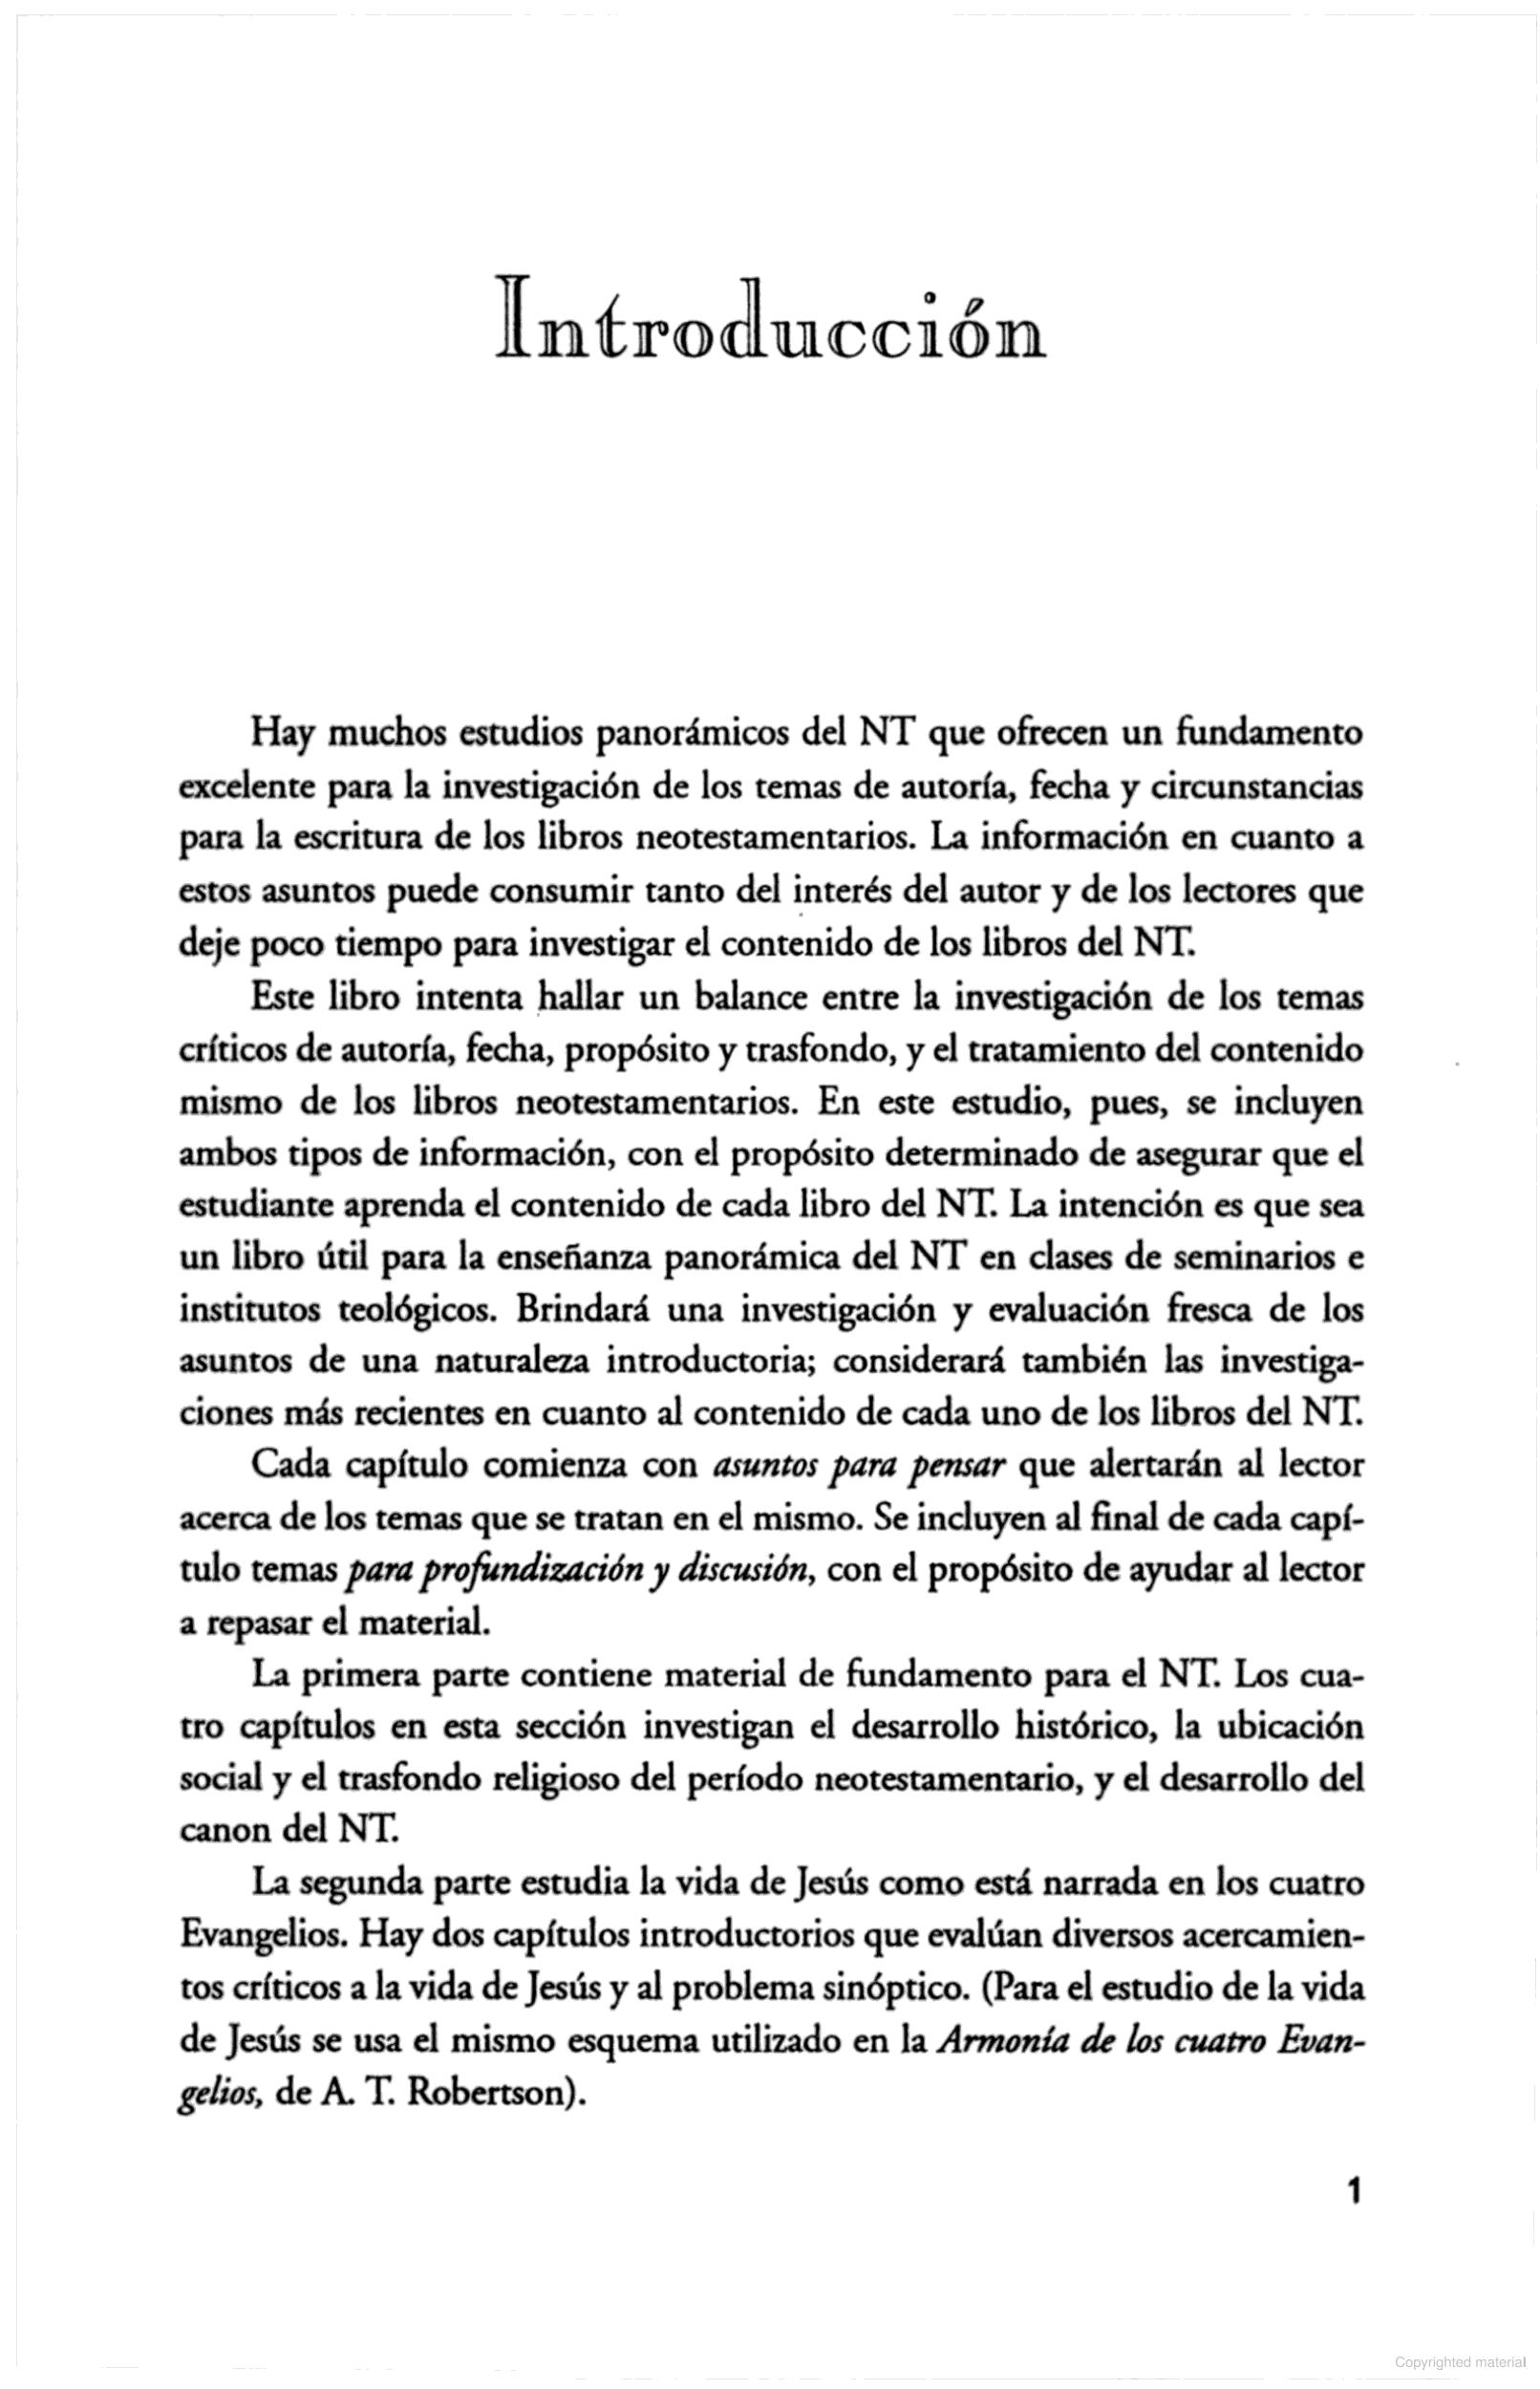 Introducción
Hay muchos estudios panorámicos del NT que ofrecen un fundamento
excelente para la investigación de los temas de autoría, fecha y circunstancias
para la escritura de los libros neotestamentarios. La información en cuanto a
estos asuntos puede consumir tanto del interés del autor y de los lectores que
deje poco tiempo para investigar el contenido de los libros del NT.
Este libro intenta hallar un balance entre la investigación de los temas
críticos de autoría, fecha, propósito y trasfondo, y el tratamiento del contenido
mismo de los libros neotestamentarios. En este estudio, pues, se incluyen
ambos tipos de información, con el propósito determinado de asegurar que el
estudiante aprenda el contenido de cada libro del NT. La intención es que sea
un libro útil para la enseñanza panorámica del NT en clases de seminarios e
institutos teológicos. Brindará una investigación y evaluación fresca de los
asuntos de una naturaleza introductoria; considerará también las investiga-
ciones más recientes en cuanto al contenido de cada uno de los libros del NT.
Cada capítulo comienza con asuntos para pensar que alertarán al lector
acerca de los temas que se tratan en el mismo. Se incluyen al final de cada capí-
tulo temas para profundización y discusión, con el propósito de ayudar al lector
a repasar el material.
La primera parte contiene material de fundamento para el NT. Los cua-
tro capítulos en esta sección investigan el desarrollo histórico, la ubicación
social y el trasfondo religioso del período neotestamentario, y el desarrollo del
canon del NT.
La segunda parte estudia la vida de Jesús como está narrada en los cuatro
Evangelios. Hay dos capítulos introductorios que evalúan diversos acercamien-
tos críticos a la vida de Jesús y al problema sinóptico. (Para el estudio de la vida
de Jesús se usa el mismo esquema utilizado en la Armonía de los cuatro Evan-
gelios, de A. T. Robertson).
1
Copyrighted material